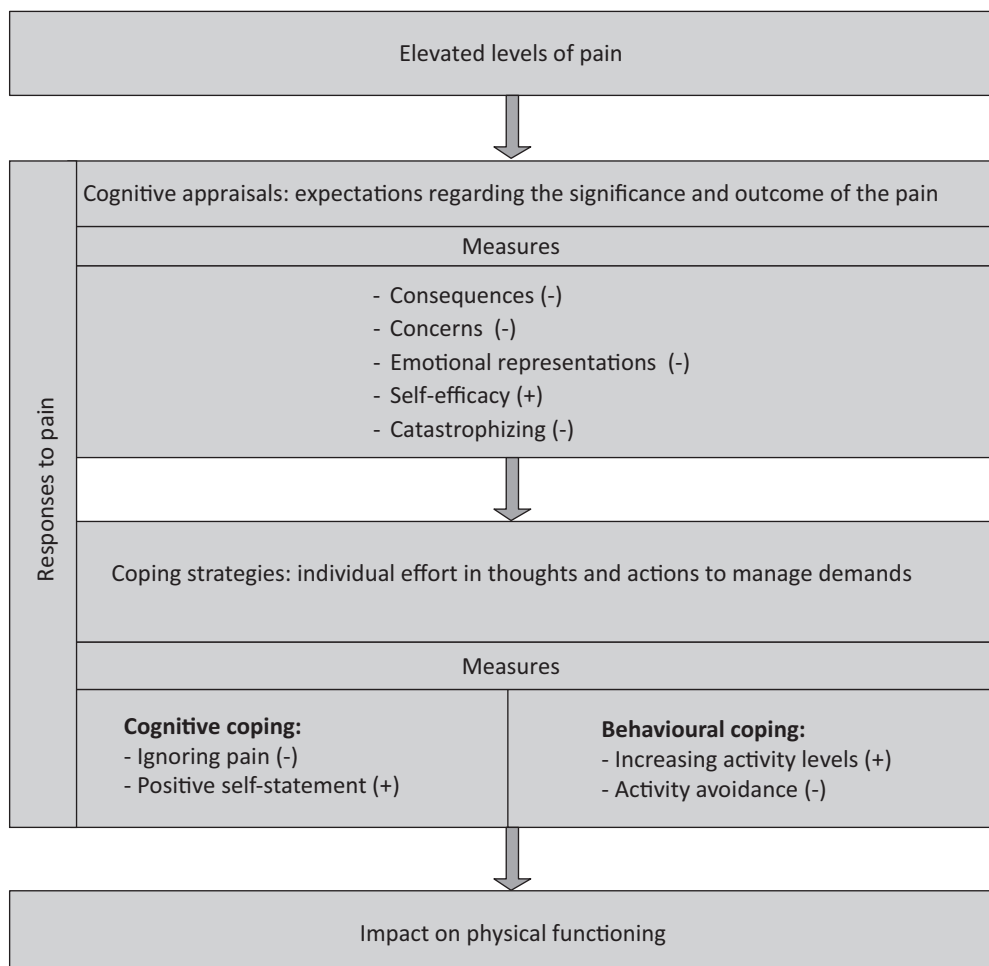 Elevated levels of pain
Responses to pain
Cognitive appraisals: expectations regarding the significance and outcome of the pain
Measures
- Consequences (-)
- Concerns (-)
- Emotional representations (-)
- Self-efficacy (+)
- Catastrophizing (-)
Coping strategies: individual effort in thoughts and actions to manage demands
Measures
Cognitive coping:
- Ignoring pain (-)
- Positive self-statement (+)
Behavioural coping:
- Increasing activity levels (+)
- Activity avoidance (-)
Impact on physical functioning